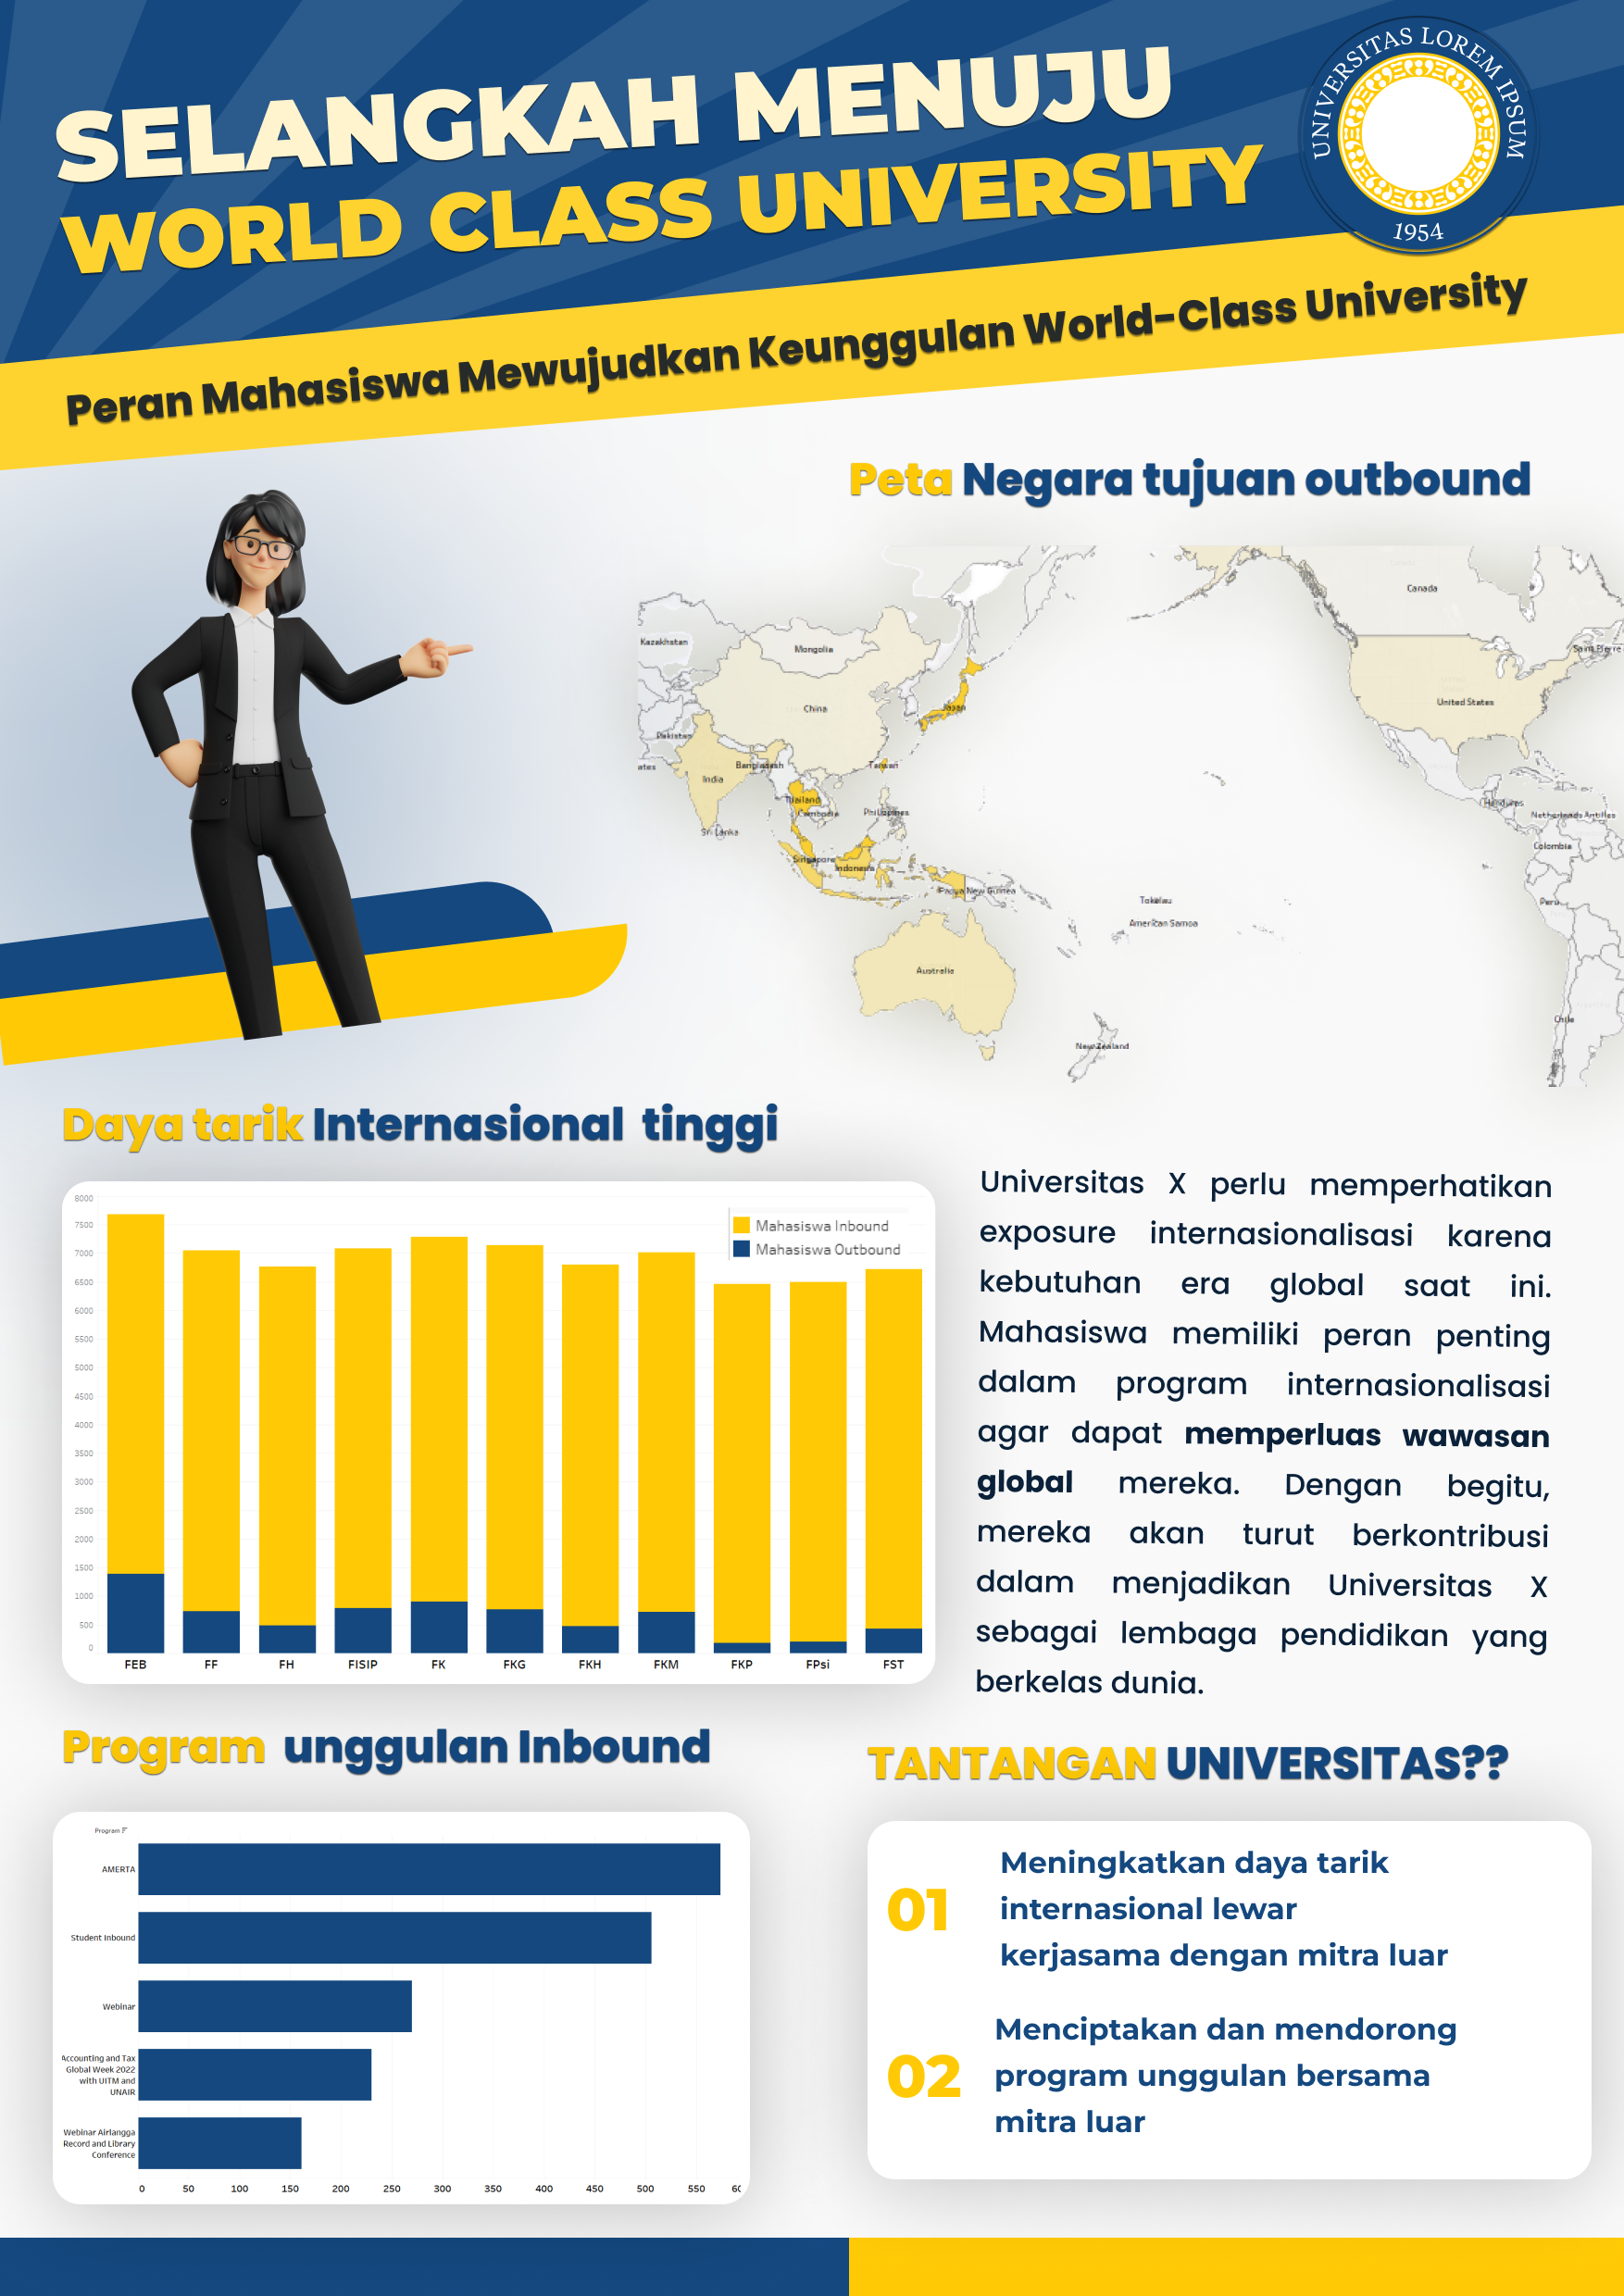 SELANGKAH MENUJU
WORLD CLASS UNIVERSITY
UNIVERSITAS LOREM IPSUM
1954
Peran Mahasiswa Mewujudkan Keunggulan World-Class University
Peta Negara tujuan outbound
Canada
Kazakhstan
Mongolia
Saint Pierre
United States
China
Japan
Pakistan
ates
Bangladesh
Taiwan
India
Thailand
Honduras
Cambodia
Philippines
Netherlands Antilles
Sri Lanka
Colombia
Singapore
Indonesia
Papua New Guinea
Tokelau
Peru
American Samoa
Australia
Chile
New Zealand
Daya tarik Internasional tinggi
8000
7500
7000
6500
6000
5500
5000
4500
4000
3500
3000
2500
2000
1500
1000
500
0
Mahasiswa Inbound
Mahasiswa Outbound
FEB FF FH FISIP FK FKG FKH FKM FKP FPsi FST
Universitas X perlu memperhatikan
exposure internasionalisasi karena
kebutuhan era global saat ini.
Mahasiswa memiliki peran penting
dalam program internasionalisasi
agar dapat memperluas wawasan
global mereka. Dengan begitu,
mereka akan turut berkontribusi
dalam menjadikan Universitas X
sebagai lembaga pendidikan yang
berkelas dunia.
Program unggulan Inbound
Program
AMERTA
Student Inbound
Webinar
Accounting and Tax
Global Week 2022
with UITM and
UNAIR
Webinar Airlangga
Record and Library
Conference
0 50 100 150 200 250 300 350 400 450 500 550
TANTANGAN UNIVERSITAS??
01
Meningkatkan daya tarik
internasional lewar
kerjasama dengan mitra luar
02
Menciptakan dan mendorong
program unggulan bersama
mitra luar